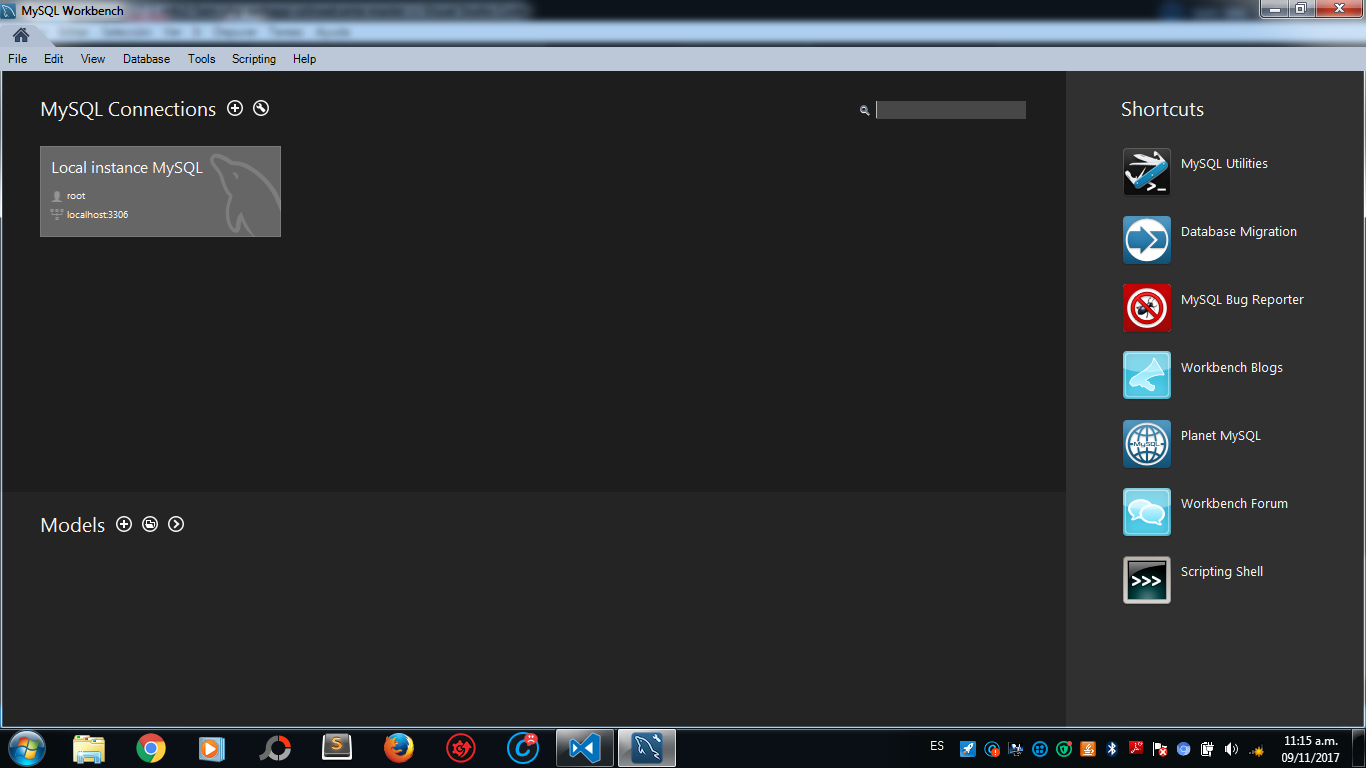 MySQL Workbench
File Edit View Database Tools Scripting Help
MySQL Connections
Local instance MySQL
root
localhost:3306
Shortcuts
MySQL Utilities
Database Migration
MySQL Bug Reporter
Workbench Blogs
MySQL
Planet MySQL
Workbench Forum
>>>
Scripting Shell
Models
S
ES
11:15 a.m.
09/11/2017